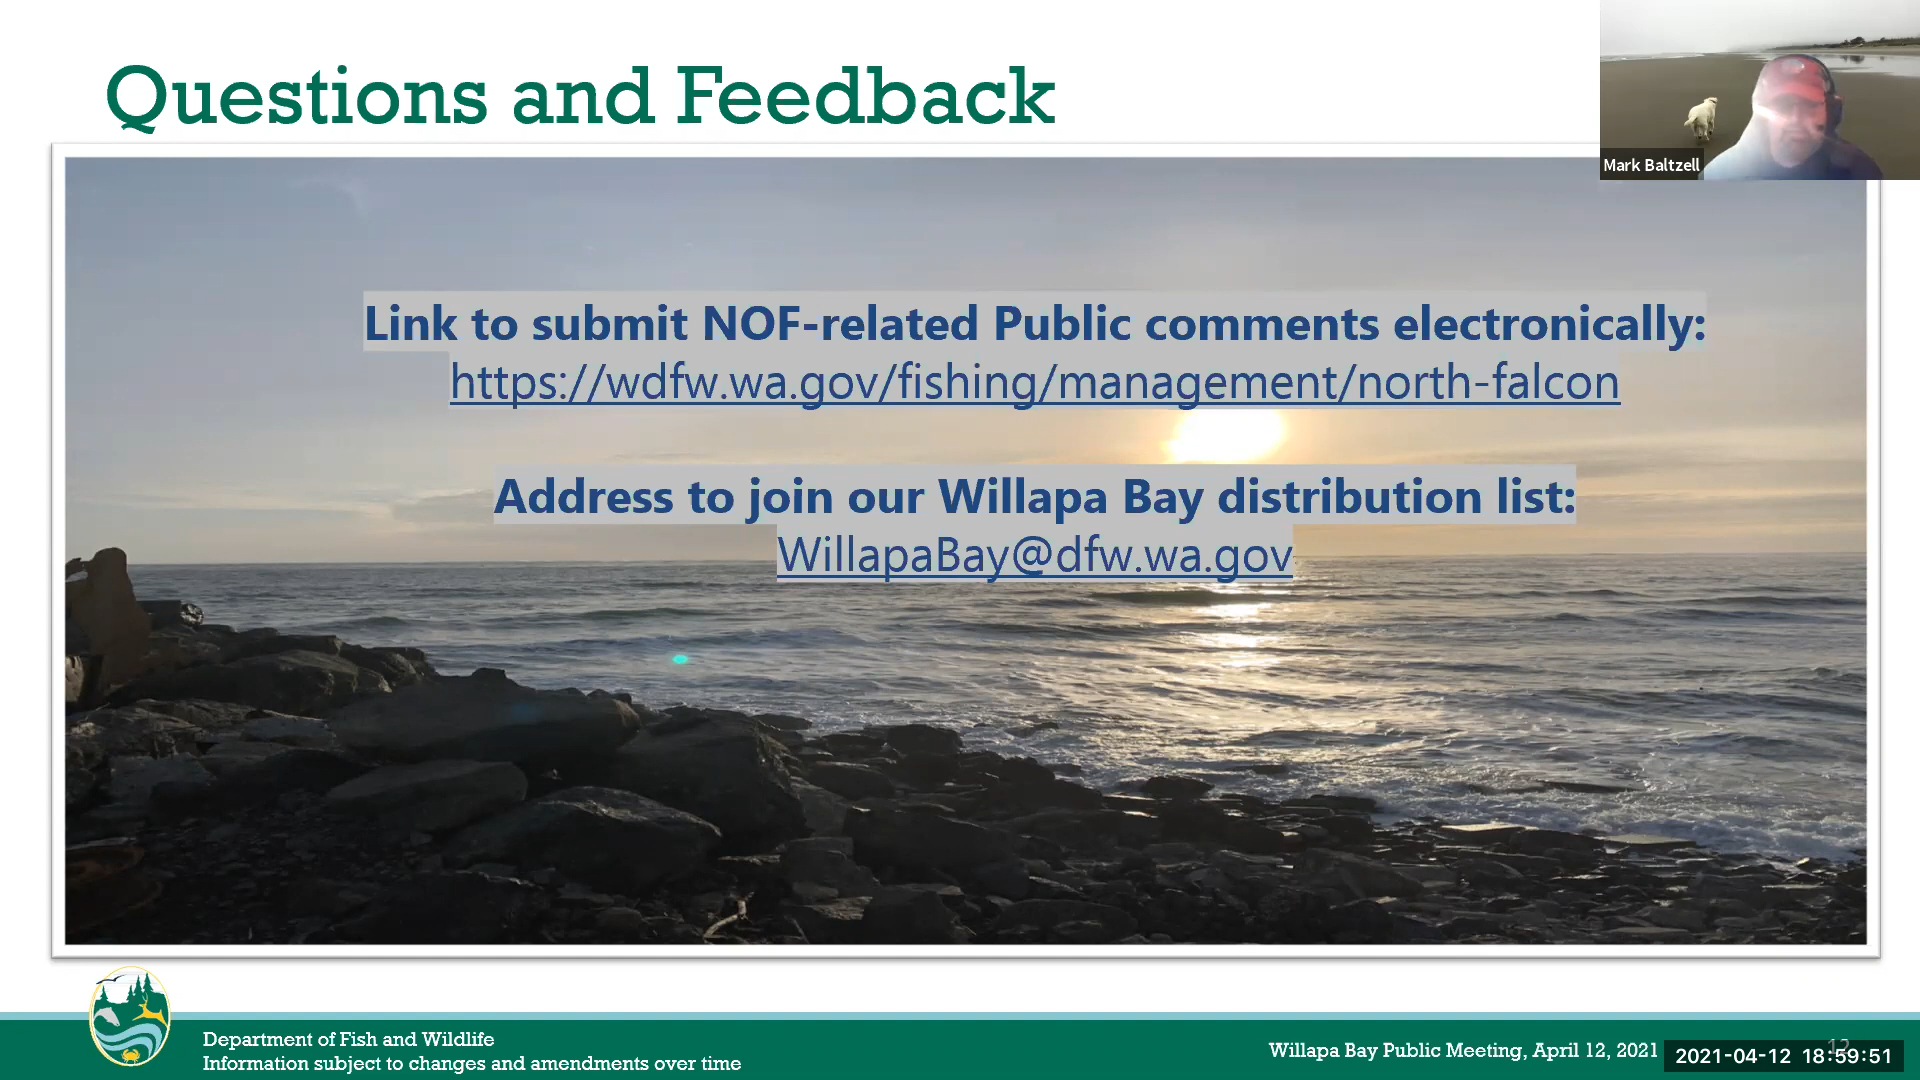 Questions and Feedback
Mark Baltzell
Link to submit NOF-related Public comments electronically:
https://wdfw.wa.gov/fishing/management/north-falcon
Address to join our Willapa Bay distribution list:
WillapaBay@dfw.wa.gov
Department of Fish and Wildlife
Information subject to changes and amendments over time
Willapa Bay Public Meeting, April 12, 2021
12
2021-04-12 18:59:51